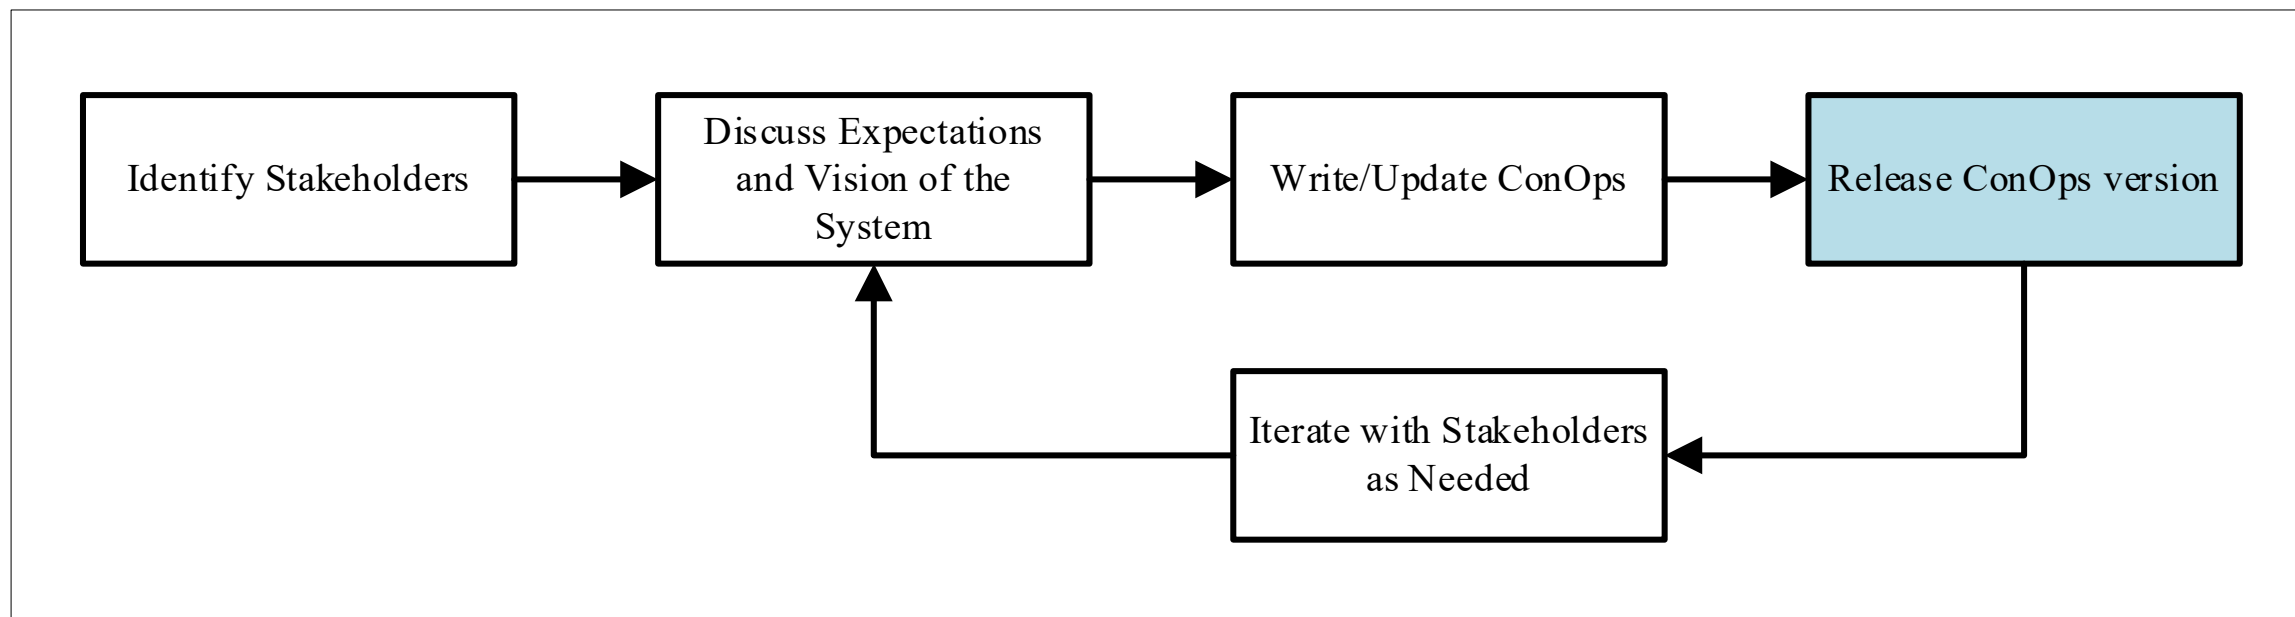 Identify Stakeholders
Discuss Expectations
and Vision of the
System
Write/Update ConOps
Release ConOps version
Iterate with Stakeholders
as Needed